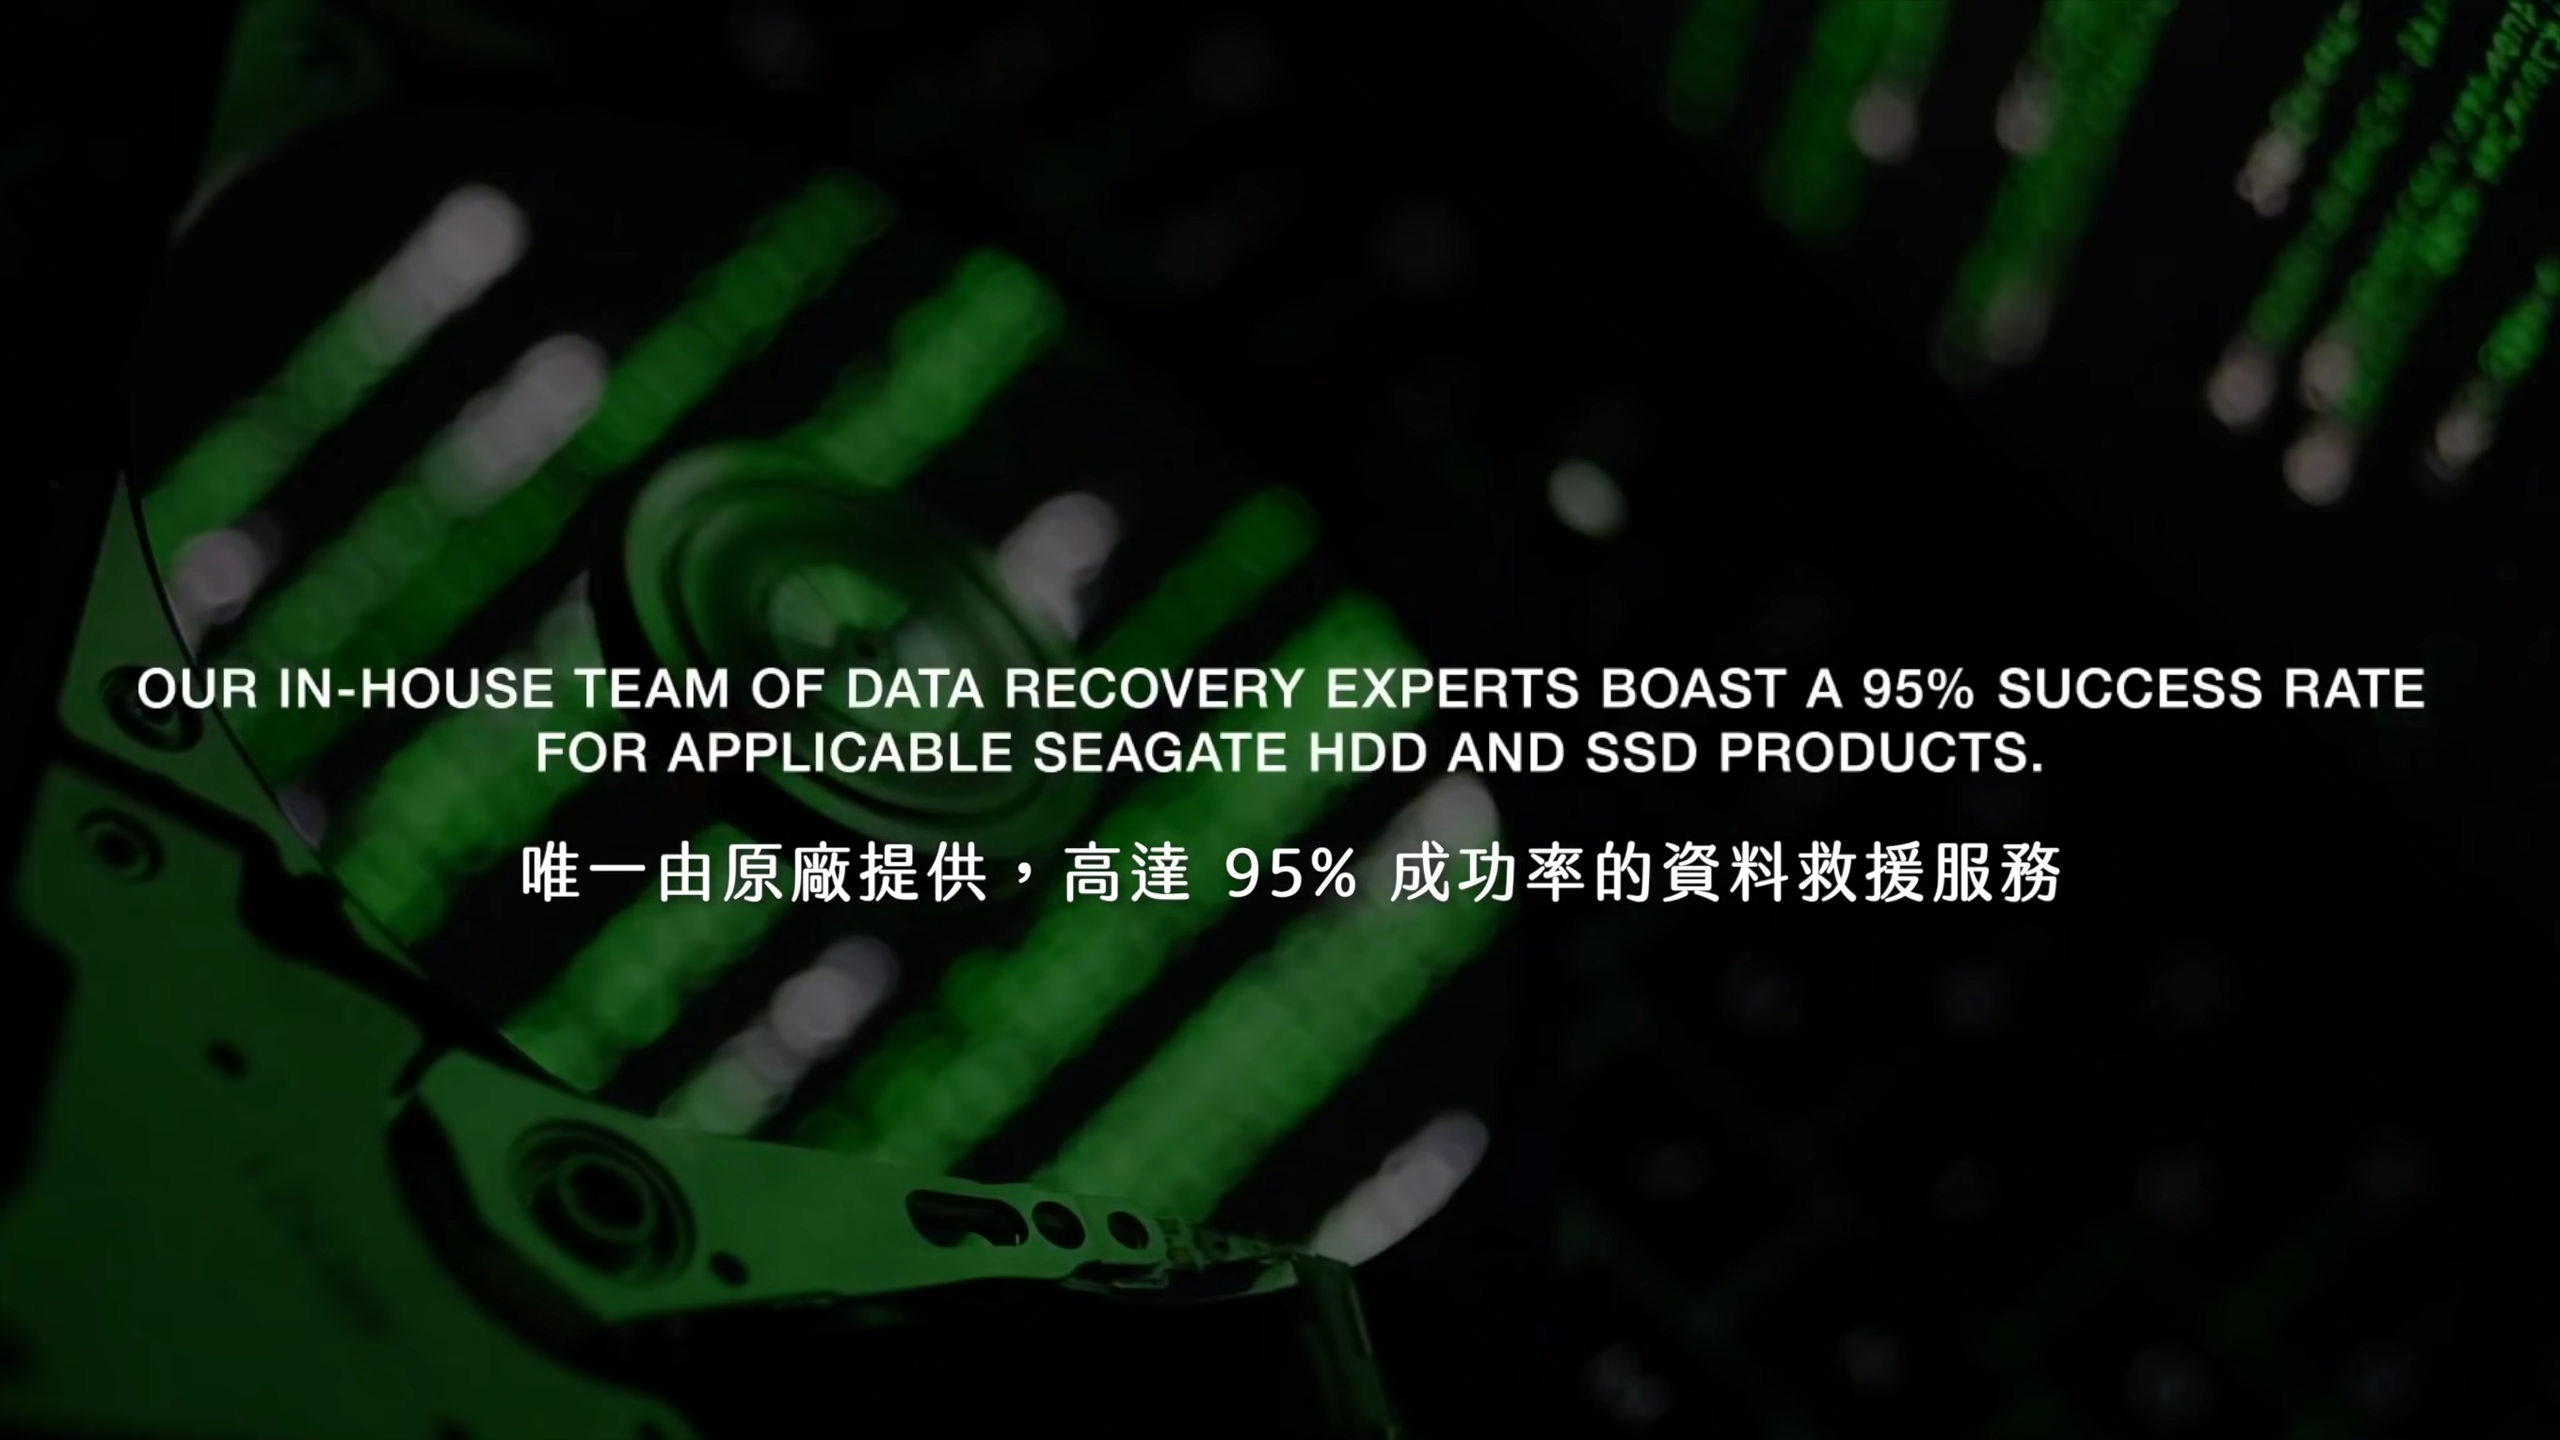 OUR IN-HOUSE TEAM OF DATA RECOVERY EXPERTS BOAST A 95% SUCCESS RATE
FOR APPLICABLE SEAGATE HDD AND SSD PRODUCTS.
唯一由原廠提供，高達 95% 成功率的資料救援服務